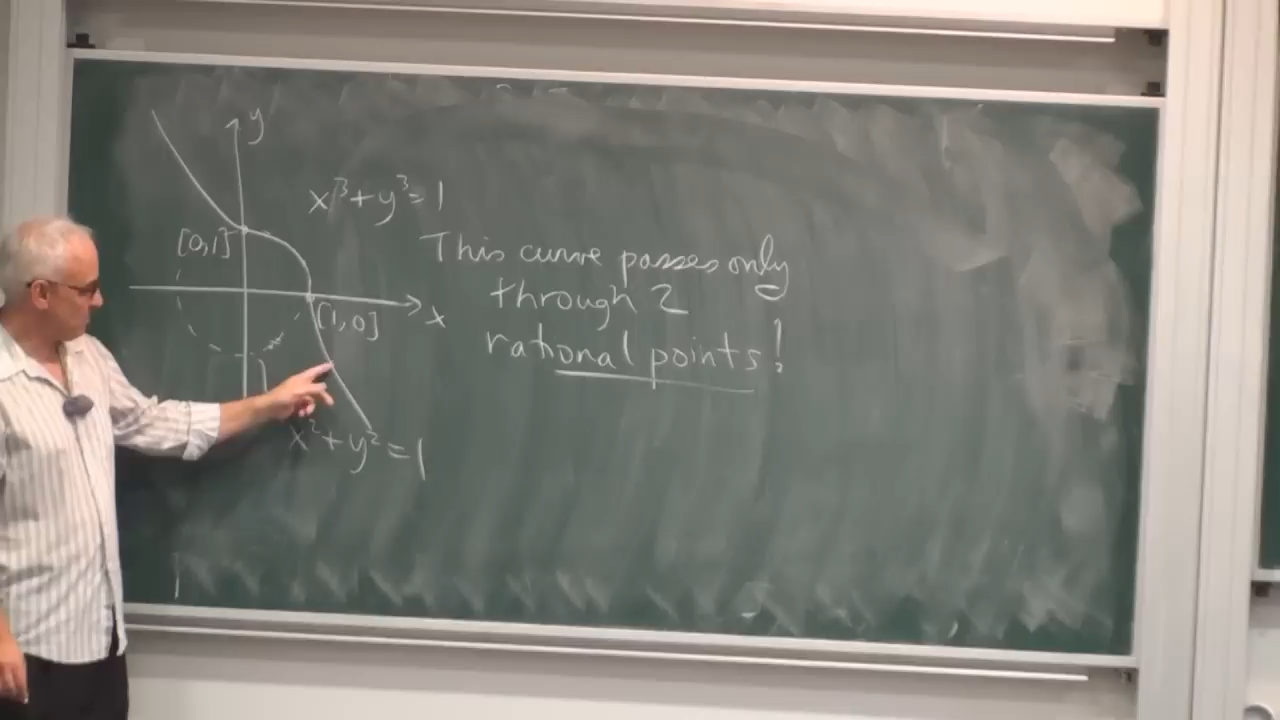 y
x³+y³=1
[0,1]
This curve passes only
through 2
[1,0]
x
rational points!
x²+y²=1